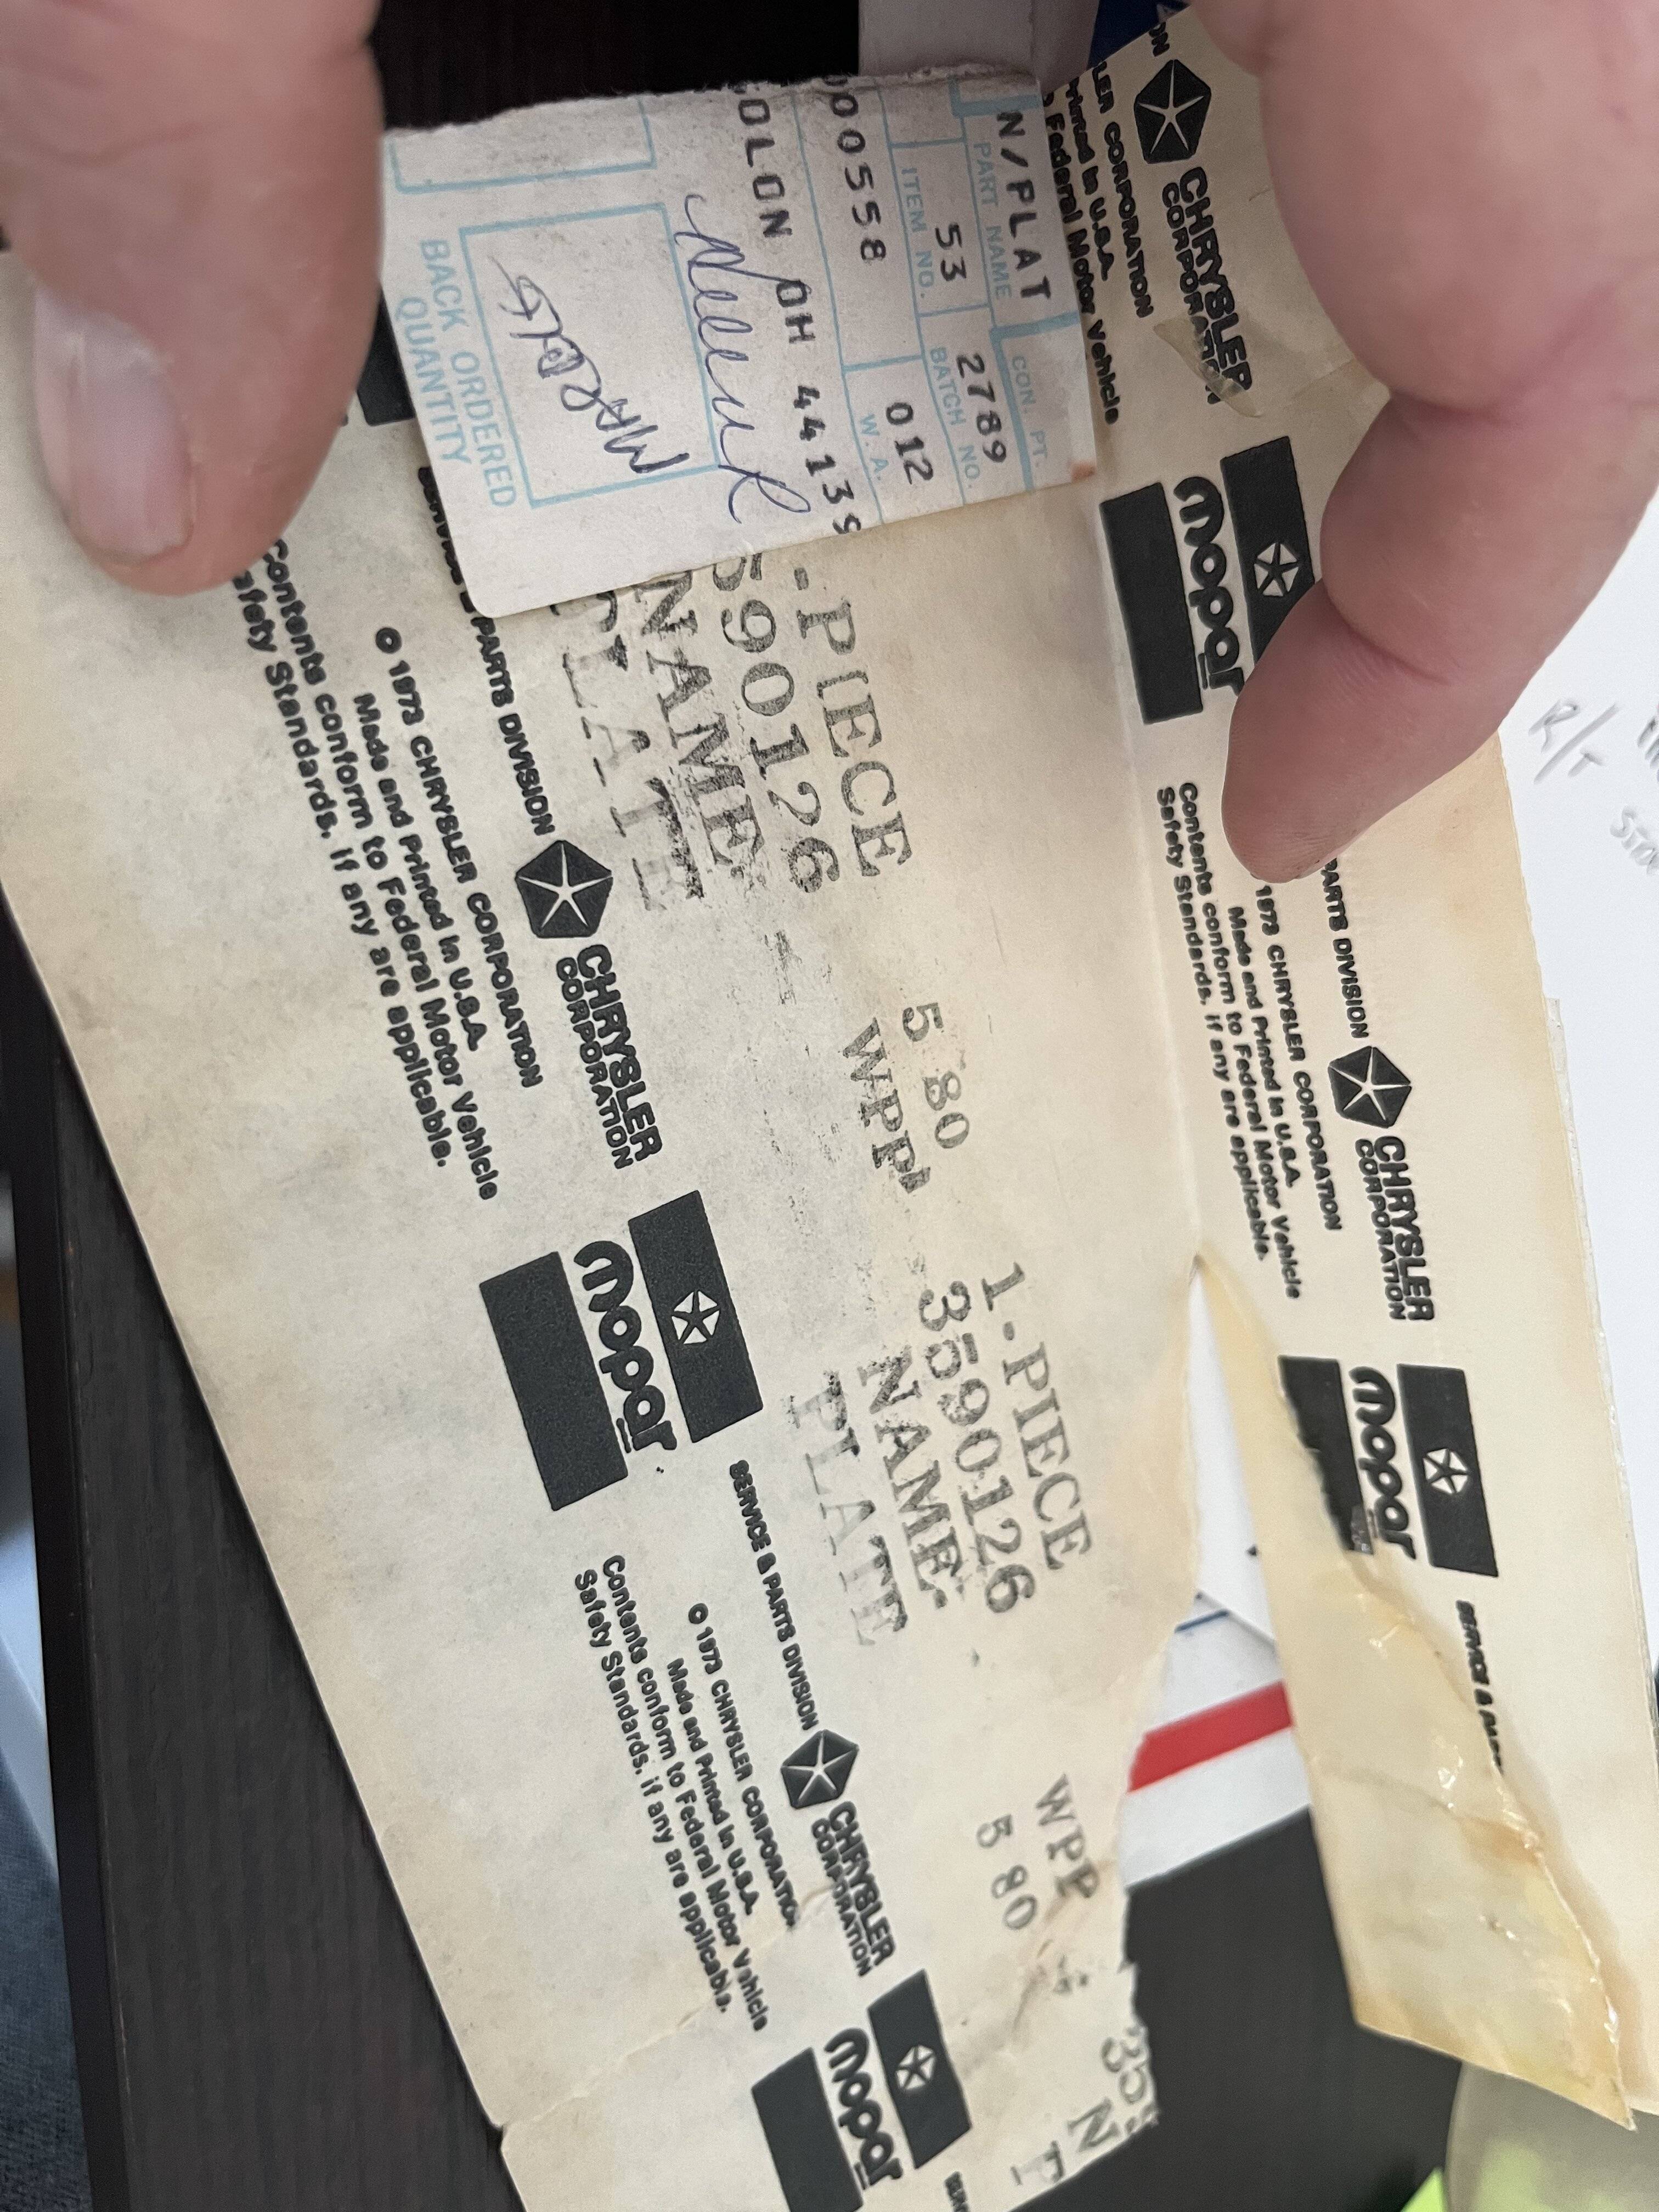 N/PLAT
PART NAME
CON. PT.
53
2789
ITEM NO.
BATCH NO.
00558
012
W. A.
OLON OH 44139
MARCH
BACK ORDERED
QUANTITY
CHRYSLER
CORPORATION
LER CORPORATION
Printed in U.S.A.
Federal Motor Vehicle
Mopar
PARTS DIVISION
CHRYSLER
CORPORATION
1973 CHRYSLER CORPORATION
Made and Printed in U.S.A.
Contents conform to Federal Motor Vehicle
Safety Standards, if any are applicable.
Mopar
SERVICE &
-PIECE
590126
NAME
PLATE
5 80
WPP
1-PIECE
3590126
NAME.
PLATE
WPP
5 80
35
N
P
PARTS DIVISION
CHRYSLER
CORPORATION
© 1973 CHRYSLER CORPORATION
Made and Printed in U.S.A.
Contents conform to Federal Motor Vehicle
Safety Standards, if any are applicable.
Mopar
SERVICE & PARTS DIVISION
CHRYSLER
CORPORATION
© 1973 CHRYSLER CORPORATION
Made and Printed in U.S.A.
Contents conform to Federal Motor Vehicle
Safety Standards, if any are applicable.
Mopar
R/T